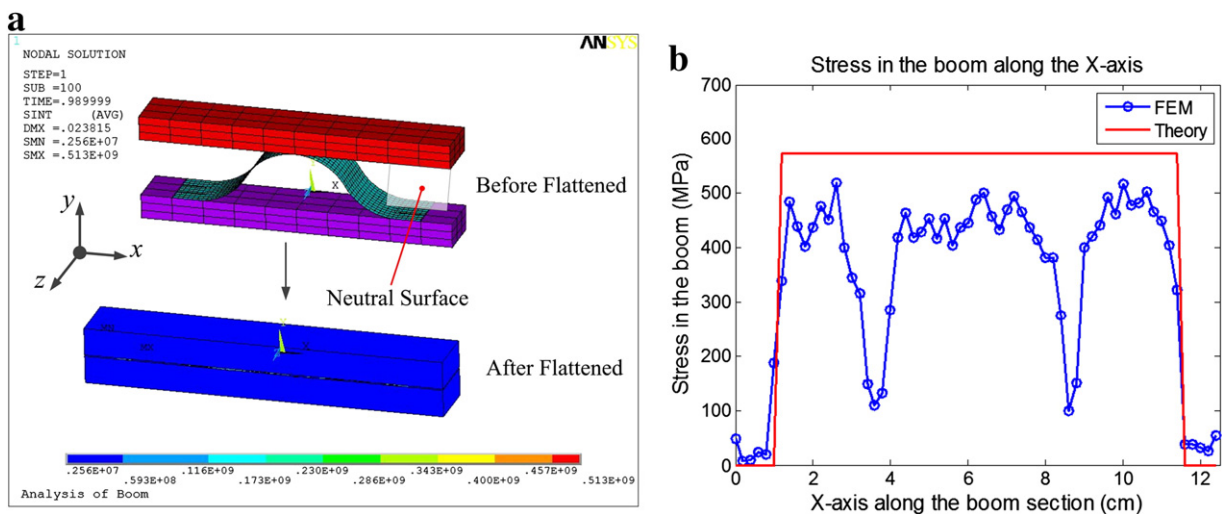 a
1
ANSYS
NODAL SOLUTION
STEP=1
SUB =100
TIME=.989999
SINT (AVG)
DMX =.023815
SMN =.256E+07
SMX =.513E+09
y
x
z
Y
X
Before Flattened
Neutral Surface
Y
X
MN
MX
After Flattened
.256E+07 .116E+09 .230E+09 .343E+09 .457E+09
.593E+08 .173E+09 .286E+09 .400E+09 .513E+09
Analysis of Boom
b
Stress in the boom along the X-axis
FEM
Theory
Stress in the boom (MPa)
700
600
500
400
300
200
100
0
0 2 4 6 8 10 12
X-axis along the boom section (cm)